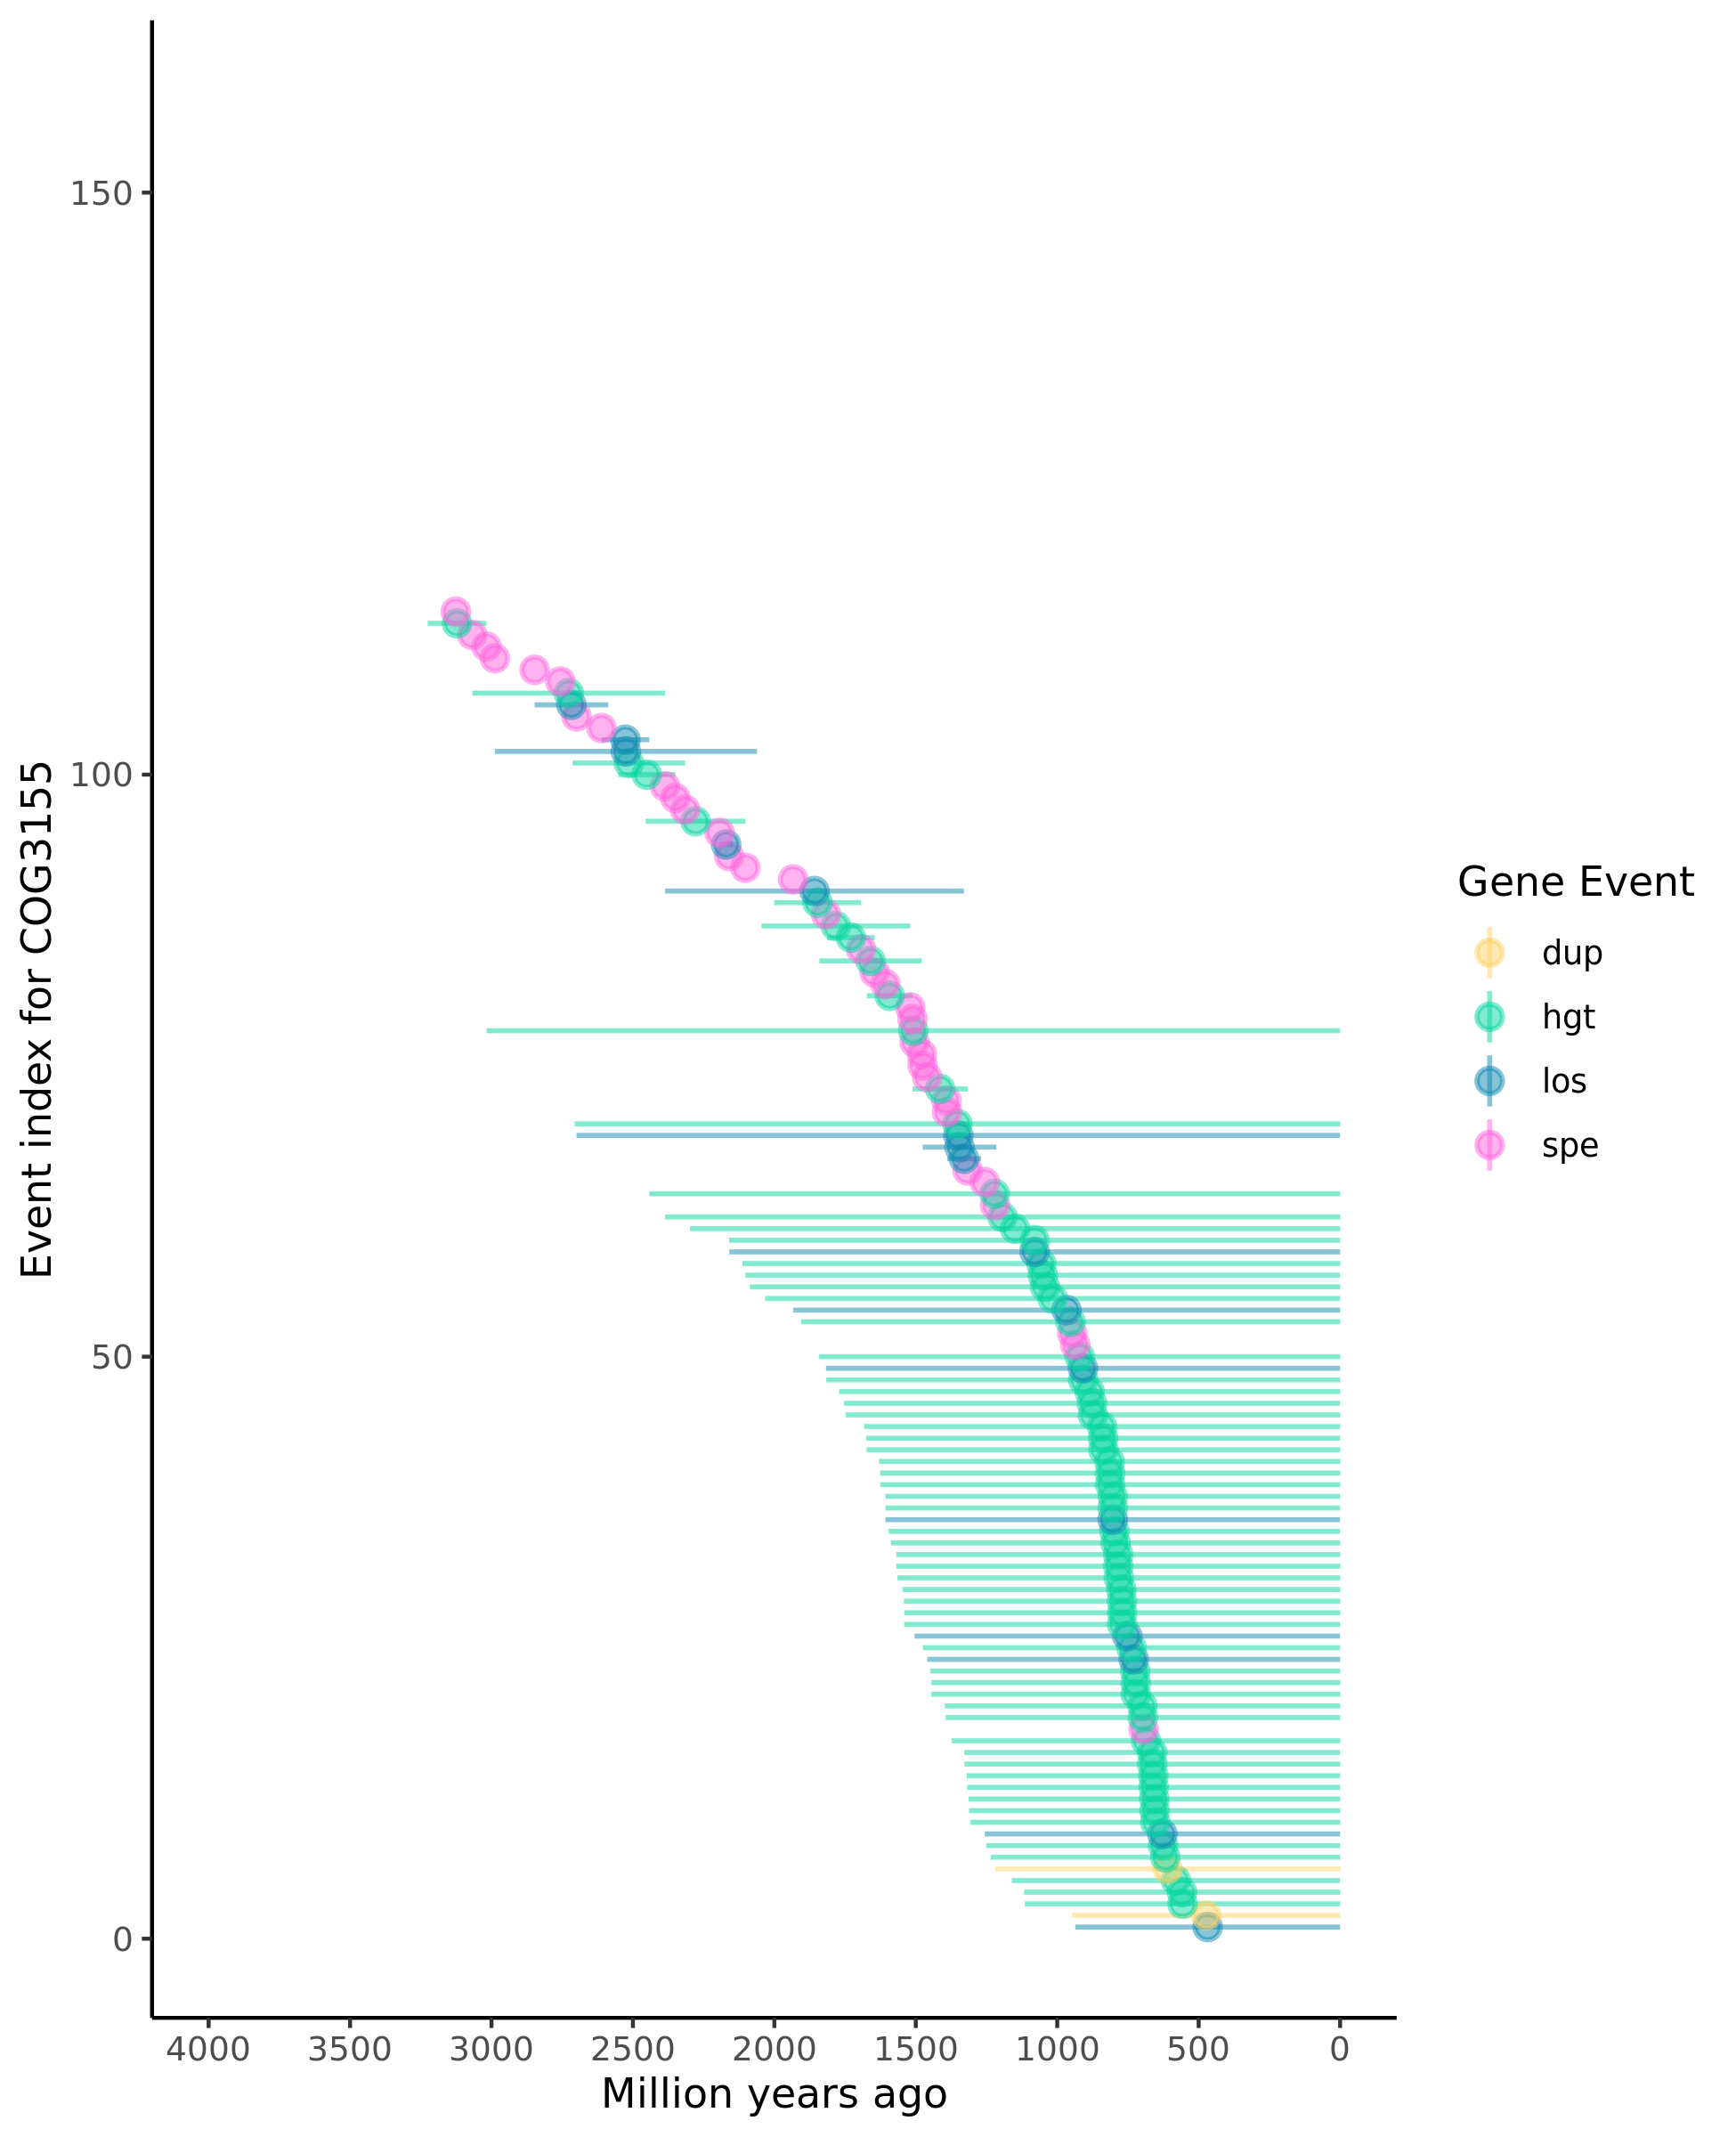 Event index for COG3155
150
100
50
0
4000 3500 3000 2500 2000 1500 1000 500 0
Million years ago
Gene Event
dup
hgt
los
spe